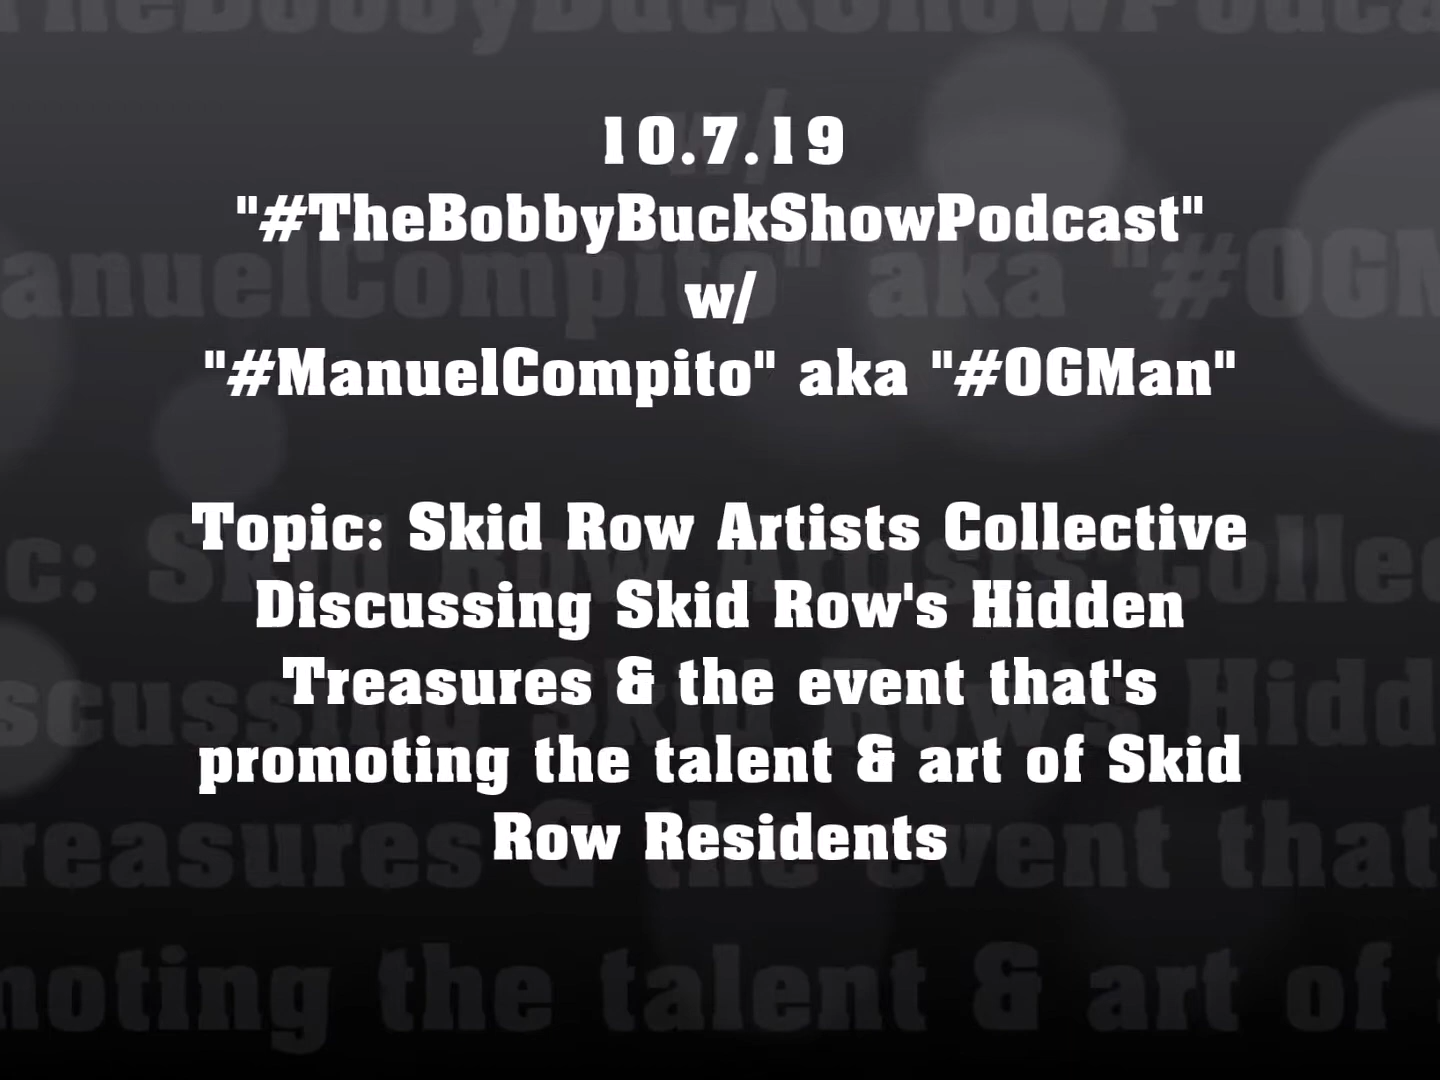 10.7.19
"#TheBobbyBuckShowPodcast"
w/
"#ManuelCompito" aka "#OGMan"
Topic: Skid Row Artists Collective
Discussing Skid Row's Hidden
Treasures & the event that's
promoting the talent & art of Skid
Row Residents